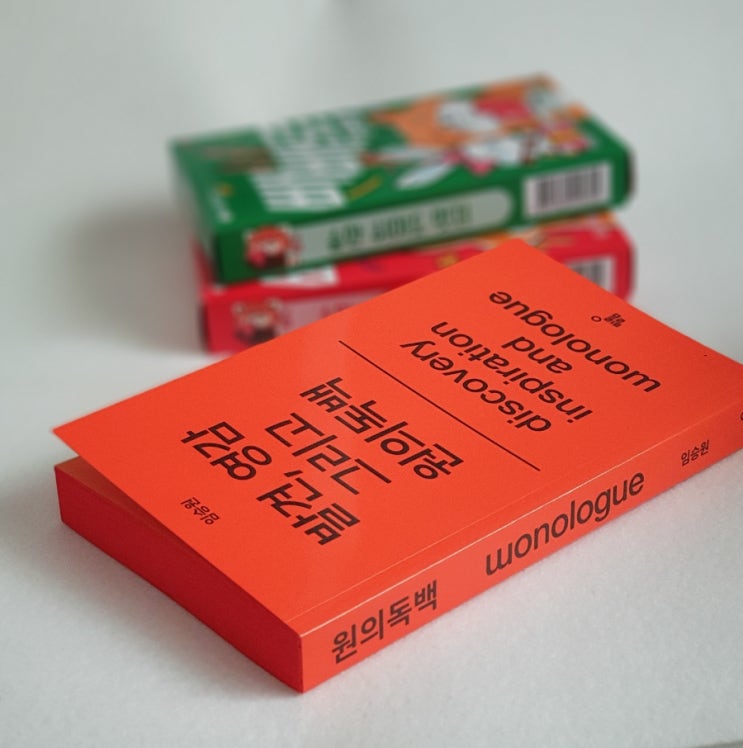 임승원
발견, 영감
그리고
원의독백
discovery
inspiration
and
wonologue
원의독백 wonologue 임승원